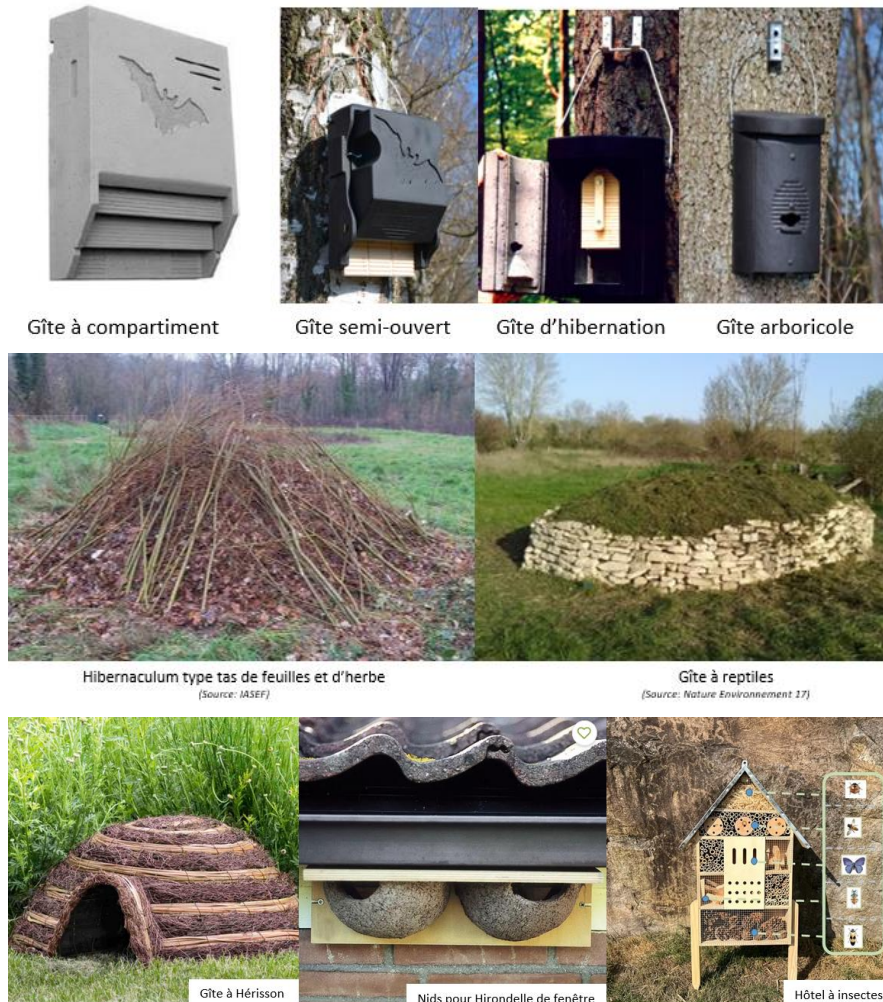 Gîte à compartiment
Gîte semi-ouvert
Gîte d'hibernation
Gîte arboricole
Hibernaculum type tas de feuilles et d'herbe
(Source: IASEF)
Gîte à reptiles
(Source: Nature Environnement 17)
Gîte à Hérisson
Nids pour Hirondelle de fenêtre
Hôtel à insectes